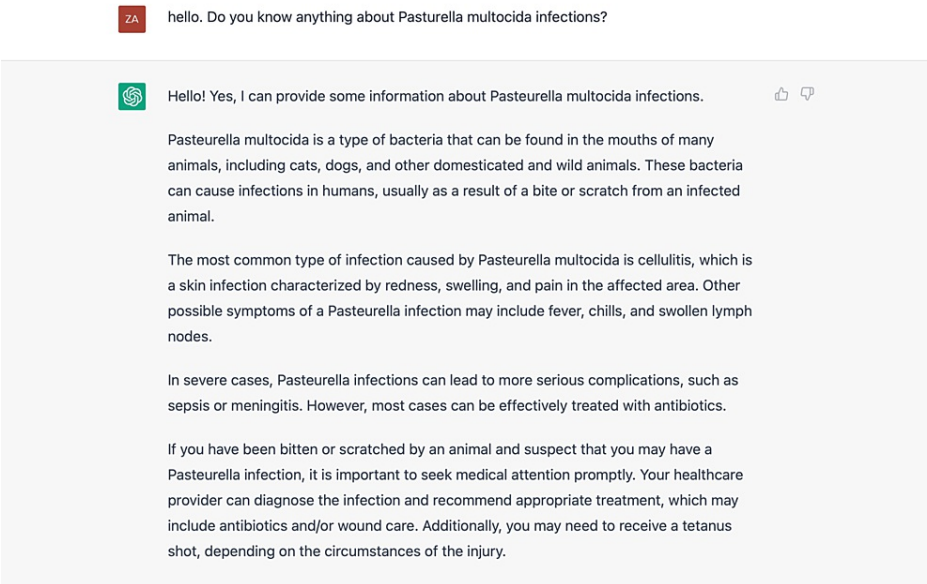 ZA
hello. Do you know anything about Pasturella multocida infections?
Hello! Yes, I can provide some information about Pasteurella multocida infections.
Pasteurella multocida is a type of bacteria that can be found in the mouths of many
animals, including cats, dogs, and other domesticated and wild animals. These bacteria
can cause infections in humans, usually as a result of a bite or scratch from an infected
animal.
The most common type of infection caused by Pasteurella multocida is cellulitis, which is
a skin infection characterized by redness, swelling, and pain in the affected area. Other
possible symptoms of a Pasteurella infection may include fever, chills, and swollen lymph
nodes.
In severe cases, Pasteurella infections can lead to more serious complications, such as
sepsis or meningitis. However, most cases can be effectively treated with antibiotics.
If you have been bitten or scratched by an animal and suspect that you may have a
Pasteurella infection, it is important to seek medical attention promptly. Your healthcare
provider can diagnose the infection and recommend appropriate treatment, which may
include antibiotics and/or wound care. Additionally, you may need to receive a tetanus
shot, depending on the circumstances of the injury.